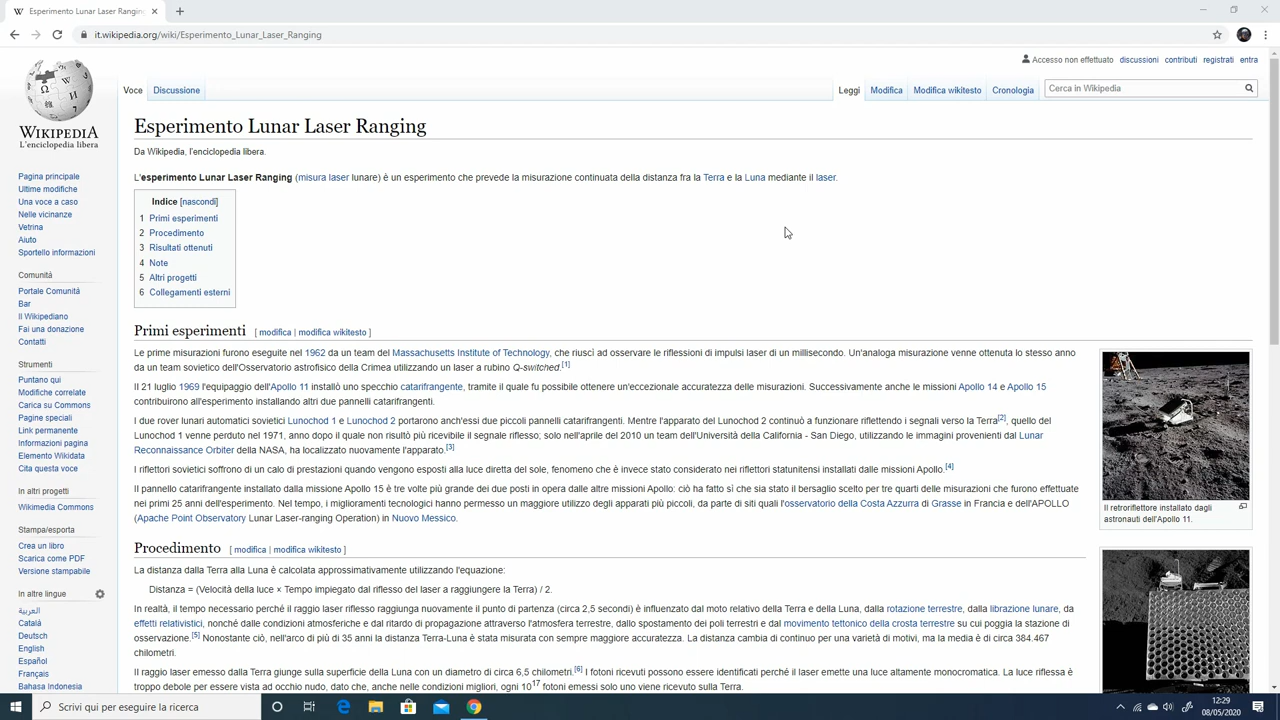 Esperimento Lunar Laser Ranging
it.wikipedia.org/wiki/Esperimento_Lunar_Laser_Ranging
Accesso non effettuato discussioni contributi registrati entra
Voce Discussione Leggi Modifica Modifica wikitesto Cronologia Cerca in Wikipedia
WIKIPEDIA
L'enciclopedia libera
Pagina principale
Ultime modifiche
Una voce a caso
Nelle vicinanze
Vetrina
Aiuto
Sportello informazioni
Comunità
Portale Comunità
Bar
Il Wikipediano
Fai una donazione
Contatti
Strumenti
Puntano qui
Modifiche correlate
Carica su Commons
Pagine speciali
Link permanente
Informazioni pagina
Elemento Wikidata
Cita questa voce
In altri progetti
Wikimedia Commons
Stampa/esporta
Crea un libro
Scarica come PDF
Versione stampabile
In altre lingue
العربية
Català
Deutsch
English
Español
Français
Bahasa Indonesia
Esperimento Lunar Laser Ranging
Da Wikipedia, l'enciclopedia libera.
L'esperimento Lunar Laser Ranging (misura laser lunare) è un esperimento che prevede la misurazione continuata della distanza fra la Terra e la Luna mediante il laser.
Indice [nascondi]
1 Primi esperimenti
2 Procedimento
3 Risultati ottenuti
4 Note
5 Altri progetti
6 Collegamenti esterni
Primi esperimenti [ modifica | modifica wikitesto ]
Le prime misurazioni furono eseguite nel 1962 da un team del Massachusetts Institute of Technology, che riuscì ad osservare le riflessioni di impulsi laser di un millisecondo. Un'analoga misurazione venne ottenuta lo stesso anno
da un team sovietico dell'Osservatorio astrofisico della Crimea utilizzando un laser a rubino Q-switched.[1]
Il 21 luglio 1969 l'equipaggio dell'Apollo 11 installò uno specchio catarifrangente, tramite il quale fu possibile ottenere un'eccezionale accuratezza delle misurazioni. Successivamente anche le missioni Apollo 14 e Apollo 15
contribuirono all'esperimento installando altri due pannelli catarifrangenti.
I due rover lunari automatici sovietici Lunochod 1 e Lunochod 2 portarono anch'essi due piccoli pannelli catarifrangenti. Mentre l'apparato del Lunochod 2 continuò a funzionare riflettendo i segnali verso la Terra[2], quello del
Lunochod 1 venne perduto nel 1971, anno dopo il quale non risultò più ricevibile il segnale riflesso; solo nell'aprile del 2010 un team dell'Università della California - San Diego, utilizzando le immagini provenienti dal Lunar
Reconnaissance Orbiter della NASA, ha localizzato nuovamente l'apparato.[3]
I riflettori sovietici soffrono di un calo di prestazioni quando vengono esposti alla luce diretta del sole, fenomeno che è invece stato considerato nei riflettori statunitensi installati dalle missioni Apollo.[4]
Il pannello catarifrangente installato dalla missione Apollo 15 è tre volte più grande dei due posti in opera dalle altre missioni Apollo: ciò ha fatto sì che sia stato il bersaglio scelto per tre quarti delle misurazioni che furono effettuate
nei primi 25 anni dell'esperimento. Nel tempo, i miglioramenti tecnologici hanno permesso un maggiore utilizzo degli apparati più piccoli, da parte di siti quali l'osservatorio della Costa Azzurra di Grasse in Francia e dell'APOLLO
(Apache Point Observatory Lunar Laser-ranging Operation) in Nuovo Messico.
Il retroriflettore installato dagli
astronauti dell'Apollo 11.
Procedimento [ modifica | modifica wikitesto ]
La distanza dalla Terra alla Luna è calcolata approssimativamente utilizzando l'equazione:
Distanza = (Velocità della luce × Tempo impiegato dal riflesso del laser a raggiungere la Terra) / 2.
In realtà, il tempo necessario perché il raggio laser riflesso raggiunga nuovamente il punto di partenza (circa 2,5 secondi) è influenzato dal moto relativo della Terra e della Luna, dalla rotazione terrestre, dalla librazione lunare, da
effetti relativistici, nonché dalle condizioni atmosferiche e dal ritardo di propagazione attraverso l'atmosfera terrestre, dallo spostamento dei poli terrestri e dal movimento tettonico della crosta terrestre su cui poggia la stazione di
osservazione.[5] Nonostante ciò, nell'arco di più di 35 anni la distanza Terra-Luna è stata misurata con sempre maggiore accuratezza. La distanza cambia di continuo per una varietà di motivi, ma la media è di circa 384.467
chilometri.
Il raggio laser emesso dalla Terra giunge sulla superficie della Luna con un diametro di circa 6,5 chilometri.[6] I fotoni ricevuti possono essere identificati perché il laser emette una luce altamente monocromatica. La luce riflessa è
troppo debole per essere vista ad occhio nudo, dato che, anche nelle condizioni migliori, ogni 10^17 fotoni emessi solo uno viene ricevuto sulla Terra.
Scrivi qui per eseguire la ricerca
12:29
08/05/2020